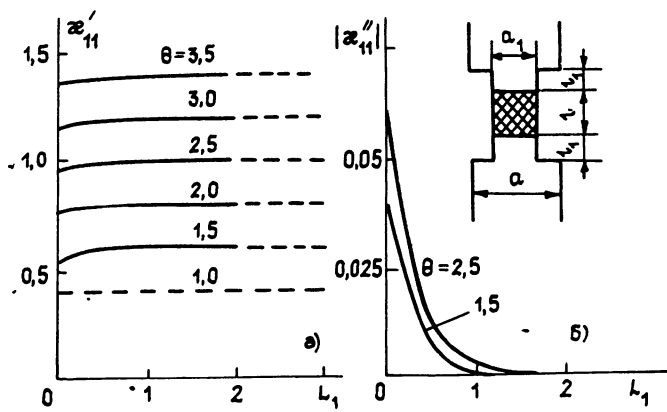 æ′₁₁
1,5
θ=3,5
3,0
1,0
2,5
2,0
1,5
0,5
1,0
а)
0 1 2 L₁
|æ″₁₁|
a₁
l₁
l
l₁
a
0,05
0,025
θ=2,5
1,5
б)
0 1 2 L₁